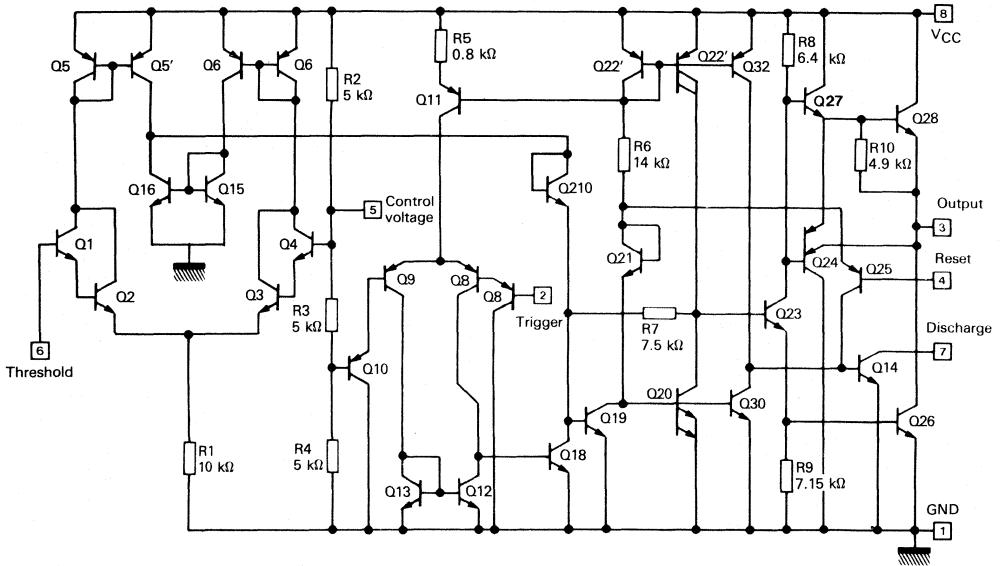 8
VCC
R5
0.8 kΩ
R8
6.4 kΩ
Q5
Q5'
Q6
Q6
R2
5 kΩ
Q22'
Q22'
Q32
Q11
Q27
Q28
R6
14 kΩ
R10
4.9 kΩ
Q16
Q15
Q210
5
Control
voltage
Output
3
Q1
Q4
Q21
Q24
Reset
Q25
4
Q9
Q8
Q8
2
Trigger
Q2
Q3
R3
5 kΩ
R7
7.5 kΩ
Q23
Discharge
7
6
Threshold
Q10
Q14
Q20
Q30
Q19
Q26
R1
10 kΩ
R4
5 kΩ
Q18
R9
7.15 kΩ
Q13
Q12
GND
1